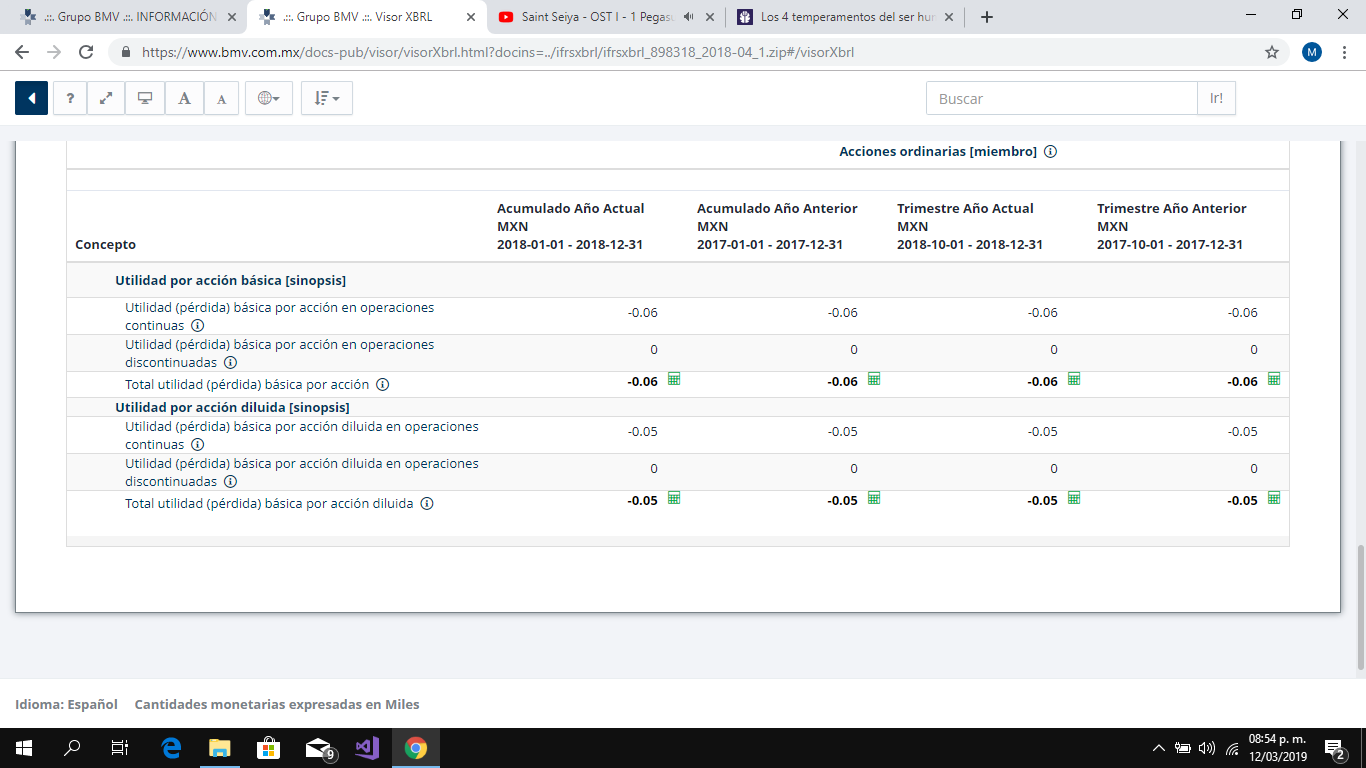 .::. Grupo BMV .::. INFORMACIÓN
.::. Grupo BMV .::. Visor XBRL
Saint Seiya - OST I - 1 Pegasu
Los 4 temperamentos del ser hur
https://www.bmv.com.mx/docs-pub/visor/visorXbrl.html?docins=../ifrsxbrl/ifrsxbrl_898318_2018-04_1.zip#/visorXbrl
M
? A A
Buscar
Ir!
Acciones ordinarias [miembro]
Concepto
Acumulado Año Actual
MXN
2018-01-01 - 2018-12-31
Acumulado Año Anterior
MXN
2017-01-01 - 2017-12-31
Trimestre Año Actual
MXN
2018-10-01 - 2018-12-31
Trimestre Año Anterior
MXN
2017-10-01 - 2017-12-31
Utilidad por acción básica [sinopsis]
Utilidad (pérdida) básica por acción en operaciones
continuas
-0.06 -0.06 -0.06 -0.06
Utilidad (pérdida) básica por acción en operaciones
discontinuadas
0 0 0 0
Total utilidad (pérdida) básica por acción
-0.06 -0.06 -0.06 -0.06
Utilidad por acción diluida [sinopsis]
Utilidad (pérdida) básica por acción diluida en operaciones
continuas
-0.05 -0.05 -0.05 -0.05
Utilidad (pérdida) básica por acción diluida en operaciones
discontinuadas
0 0 0 0
Total utilidad (pérdida) básica por acción diluida
-0.05 -0.05 -0.05 -0.05
Idioma: Español Cantidades monetarias expresadas en Miles
9
08:54 p. m.
12/03/2019
2